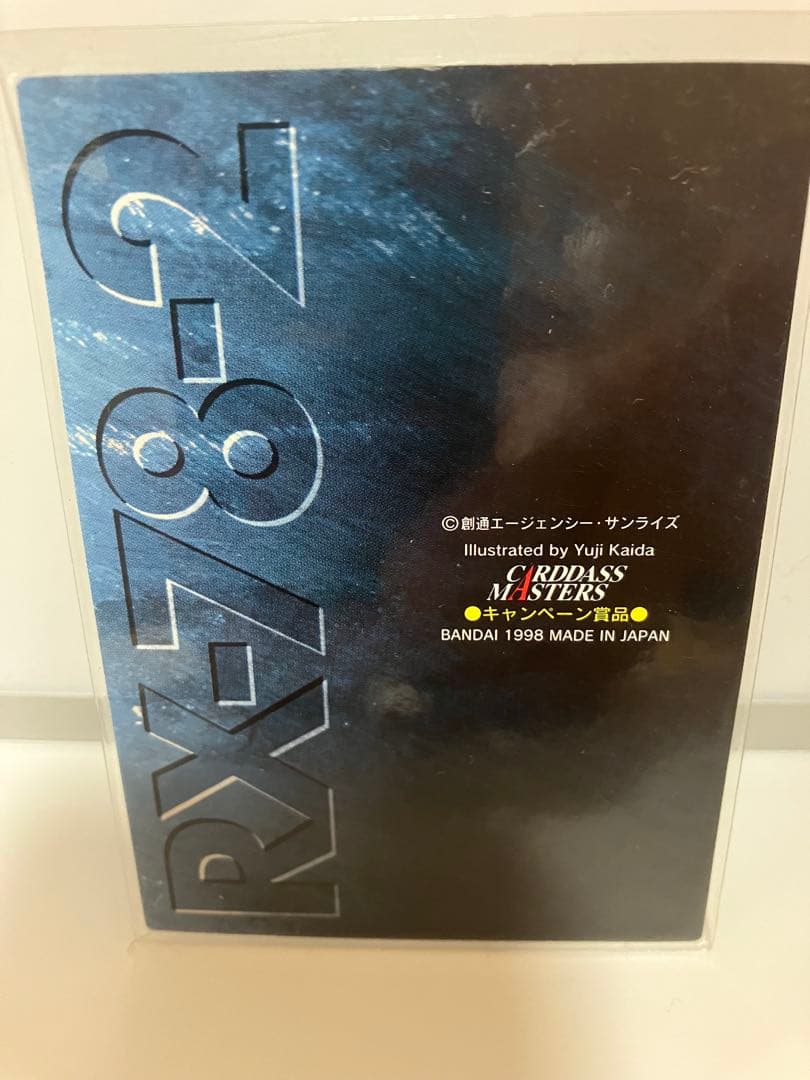 RX-78-2
©創通エージェンシー・サンライズ
Illustrated by Yuji Kaida
CARDDASS
MASTERS
●キャンペーン賞品●
BANDAI 1998 MADE IN JAPAN